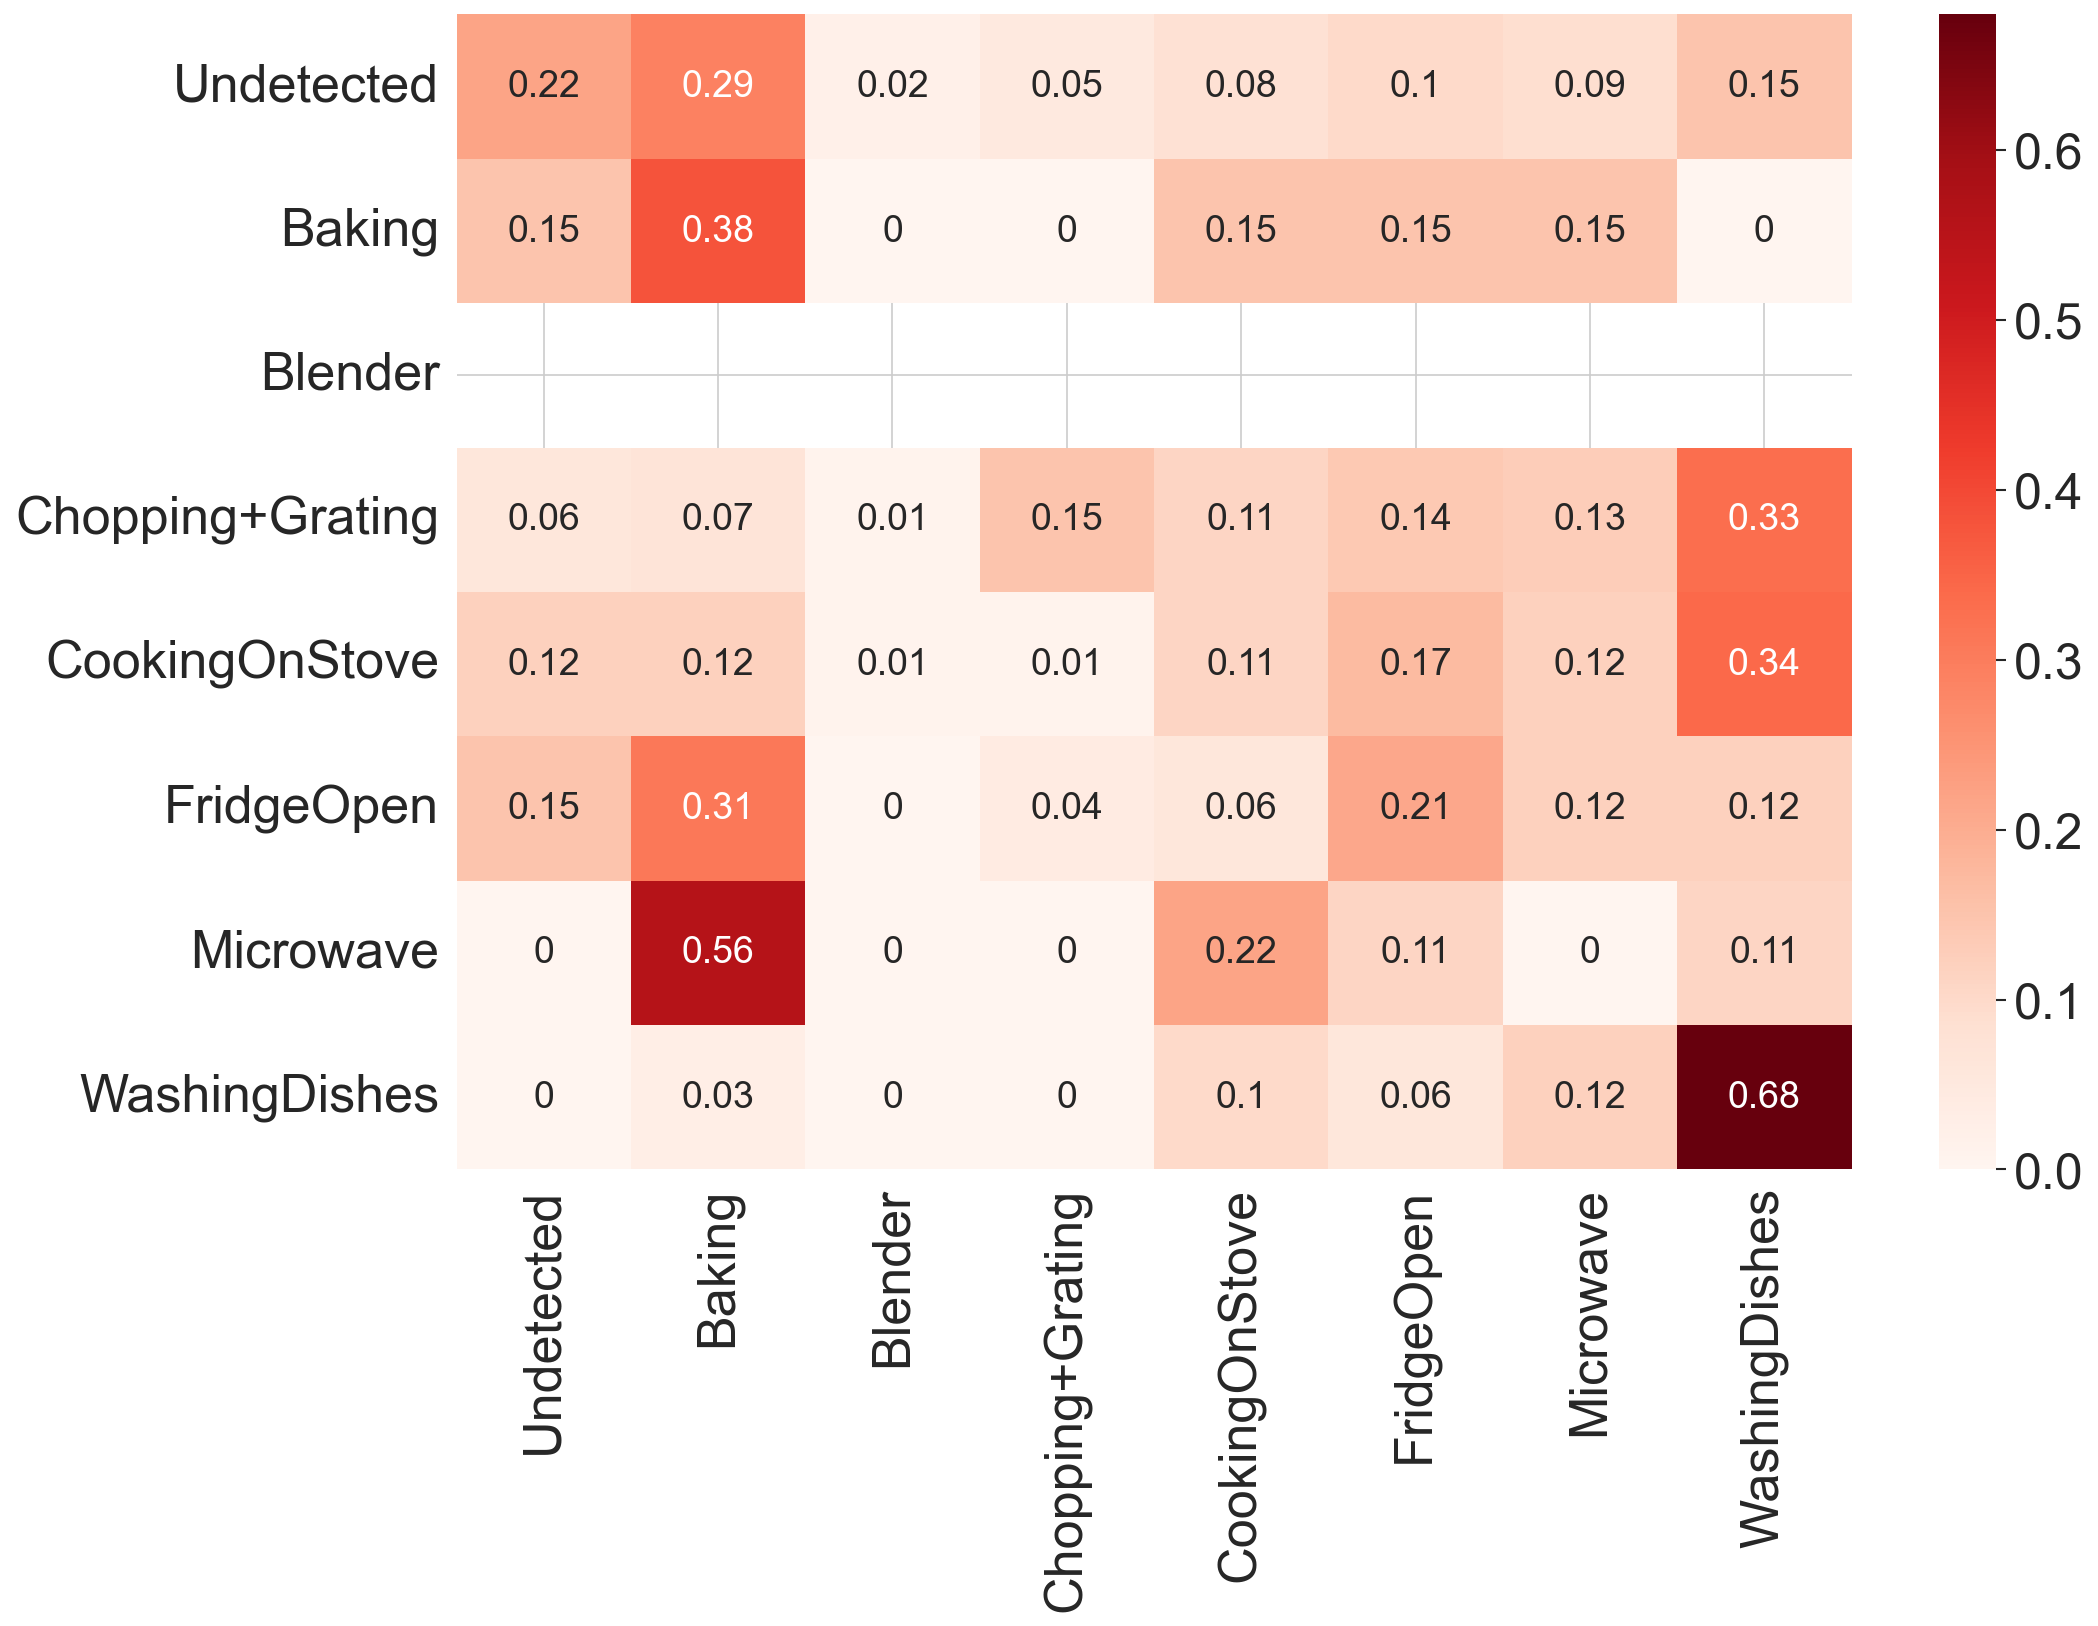 Undetected 0.22 0.29 0.02 0.05 0.08 0.1 0.09 0.15
Baking 0.15 0.38 0 0 0.15 0.15 0.15 0
Blender
Chopping+Grating 0.06 0.07 0.01 0.15 0.11 0.14 0.13 0.33
CookingOnStove 0.12 0.12 0.01 0.01 0.11 0.17 0.12 0.34
FridgeOpen 0.15 0.31 0 0.04 0.06 0.21 0.12 0.12
Microwave 0 0.56 0 0 0.22 0.11 0 0.11
WashingDishes 0 0.03 0 0 0.1 0.06 0.12 0.68
Undetected
Baking
Blender
Chopping+Grating
CookingOnStove
FridgeOpen
Microwave
WashingDishes
0.6
0.5
0.4
0.3
0.2
0.1
0.0